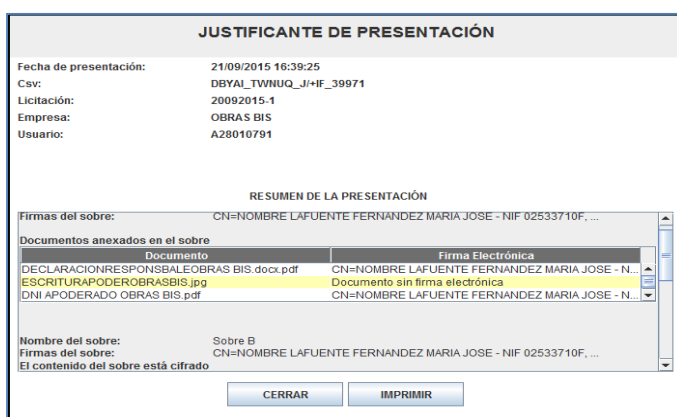 JUSTIFICANTE DE PRESENTACIÓN
Fecha de presentación: 21/09/2015 16:39:25
Csv: DBYAI_TWNUQ_J/+IF_39971
Licitación: 20092015-1
Empresa: OBRAS BIS
Usuario: A28010791
RESUMEN DE LA PRESENTACIÓN
Firmas del sobre: CN=NOMBRE LAFUENTE FERNANDEZ MARIA JOSE - NIF 02533710F, ...
Documentos anexados en el sobre
Documento Firma Electrónica
DECLARACIONRESPONSBALEOBRAS BIS.docx.pdf CN=NOMBRE LAFUENTE FERNANDEZ MARIA JOSE - N...
ESCRITURAPODEROBRASBIS.jpg Documento sin firma electrónica
DNI APODERADO OBRAS BIS.pdf CN=NOMBRE LAFUENTE FERNANDEZ MARIA JOSE - N...
Nombre del sobre: Sobre B
Firmas del sobre: CN=NOMBRE LAFUENTE FERNANDEZ MARIA JOSE - NIF 02533710F, ...
El contenido del sobre está cifrado
CERRAR IMPRIMIR